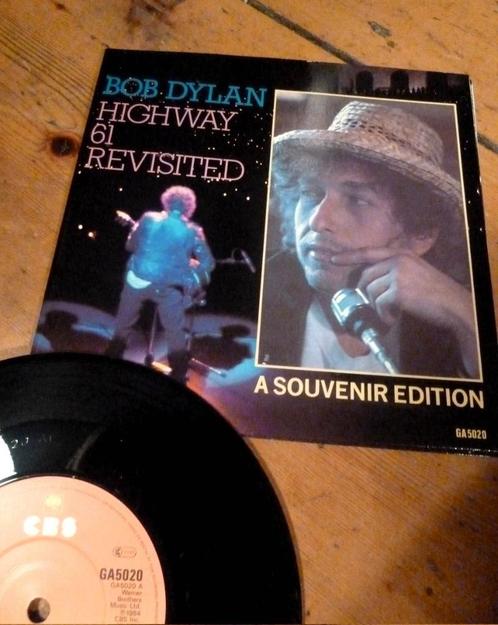 BOB DYLAN
HIGHWAY
61
REVISITED
A SOUVENIR EDITION
GA5020
CBS
GA5020
GA5020 A
Warner
Brothers
Music Ltd.
℗1984
CBS Inc.